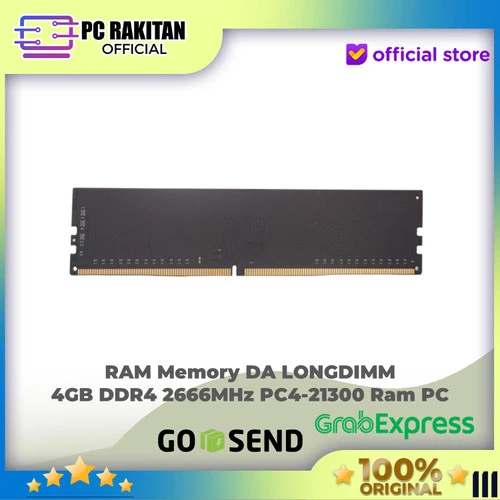 PC RAKITAN
OFFICIAL
official store
RAM Memory DA LONGDIMM
4GB DDR4 2666MHz PC4-21300 Ram PC
GO SEND
GrabExpress
100%
ORIGINAL